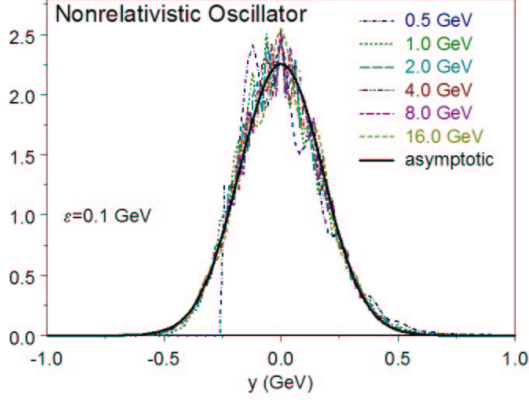 Nonrelativistic Oscillator
0.5 GeV
1.0 GeV
2.0 GeV
4.0 GeV
8.0 GeV
16.0 GeV
asymptotic
ε=0.1 GeV
2.5
2.0
1.5
1.0
0.5
0.0
-1.0 -0.5 0.0 0.5 1.0
y (GeV)